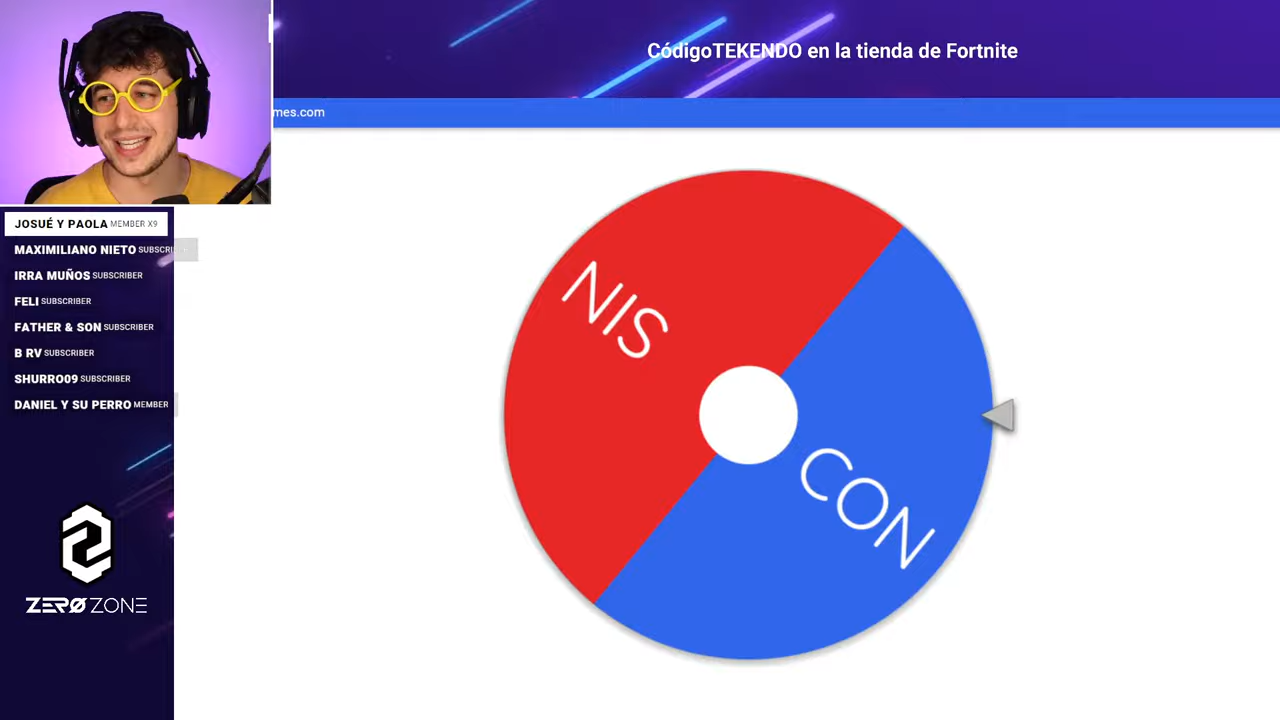 CódigoTEKENDO en la tienda de Fortnite
mes.com
JOSUÉ Y PAOLA MEMBER X9
MAXIMILIANO NIETO SUBSCRI
IRRA MUÑOS SUBSCRIBER
FELI SUBSCRIBER
FATHER & SON SUBSCRIBER
B RV SUBSCRIBER
SHURRO09 SUBSCRIBER
DANIEL Y SU PERRO MEMBER
NIS
CON
ZERØ ZONE